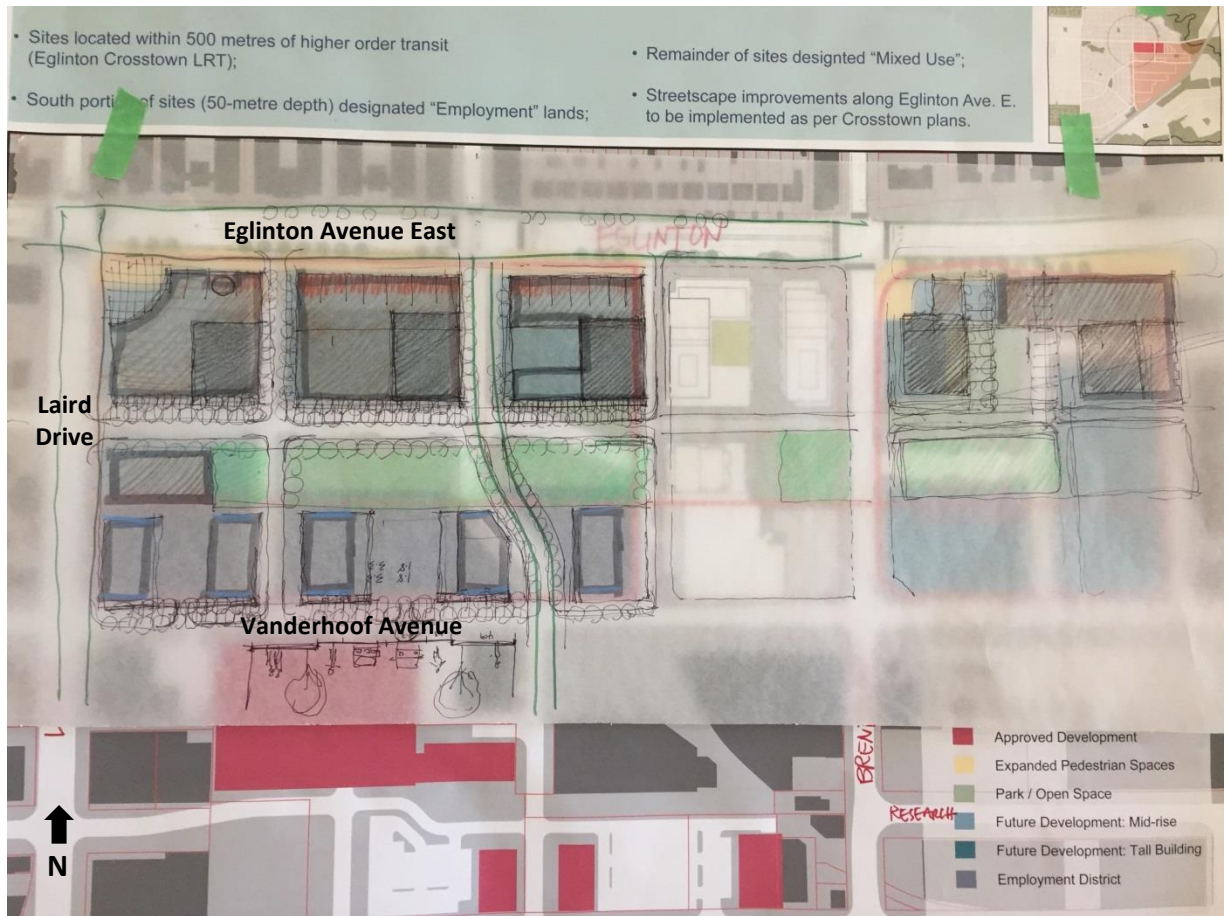 • Sites located within 500 metres of higher order transit
(Eglinton Crosstown LRT);
• South portion of sites (50-metre depth) designated “Employment” lands;
• Remainder of sites designted “Mixed Use”;
• Streetscape improvements along Eglinton Ave. E.
to be implemented as per Crosstown plans.
Eglinton Avenue East
EGLINTON
Laird
Drive
Vanderhoof Avenue
N
RESEARCH
Approved Development
Expanded Pedestrian Spaces
Park / Open Space
Future Development: Mid-rise
Future Development: Tall Building
Employment District